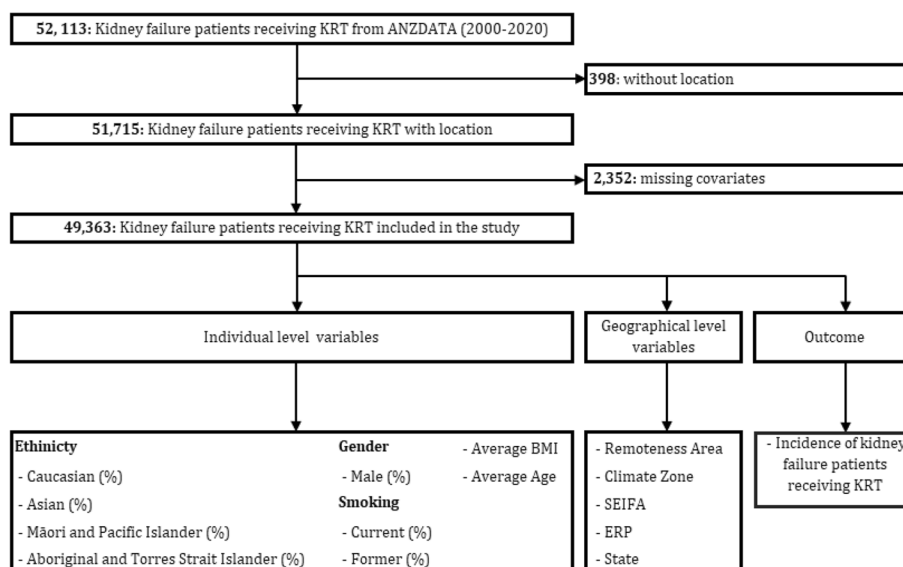 52, 113: Kidney failure patients receiving KRT from ANZDATA (2000-2020)
398: without location
51,715: Kidney failure patients receiving KRT with location
2,352: missing covariates
49,363: Kidney failure patients receiving KRT included in the study
Individual level variables
Geographical level
variables
Outcome
Ethinicty
- Caucasian (%)
- Asian (%)
- Māori and Pacific Islander (%)
- Aboriginal and Torres Strait Islander (%)
Gender
- Male (%)
Smoking
- Current (%)
- Former (%)
- Average BMI
- Average Age
- Remoteness Area
- Climate Zone
- SEIFA
- ERP
- State
- Incidence of kidney
failure patients
receiving KRT